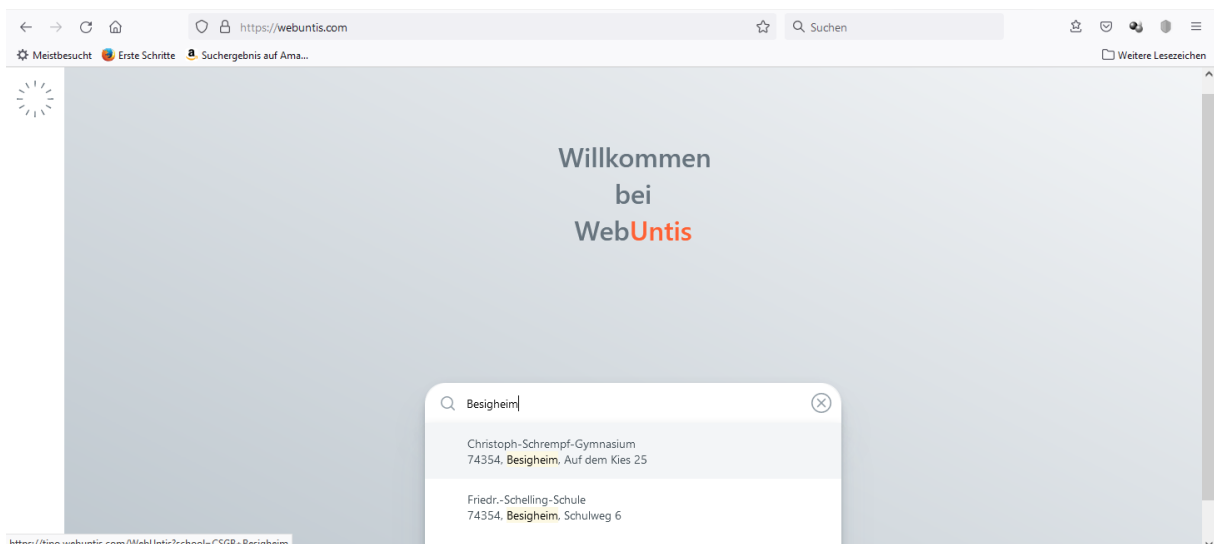 https://webuntis.com
Suchen
Meistbesucht Erste Schritte Suchergebnis auf Ama... Weitere Lesezeichen
Willkommen
bei
WebUntis
Besigheim
Christoph-Schrempf-Gymnasium
74354, Besigheim, Auf dem Kies 25
Friedr.-Schelling-Schule
74354, Besigheim, Schulweg 6